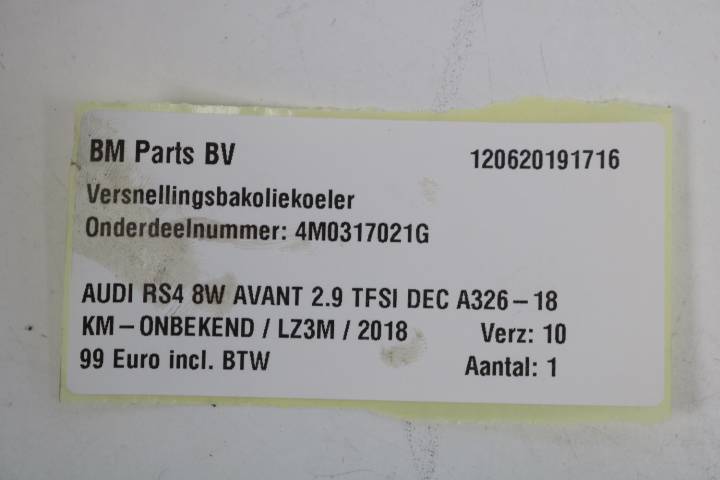 BM Parts BV 120620191716
Versnellingsbakoliekoeler
Onderdeelnummer: 4M0317021G
AUDI RS4 8W AVANT 2.9 TFSI DEC A326-18
KM-ONBEKEND / LZ3M / 2018 Verz: 10
99 Euro incl. BTW Aantal: 1